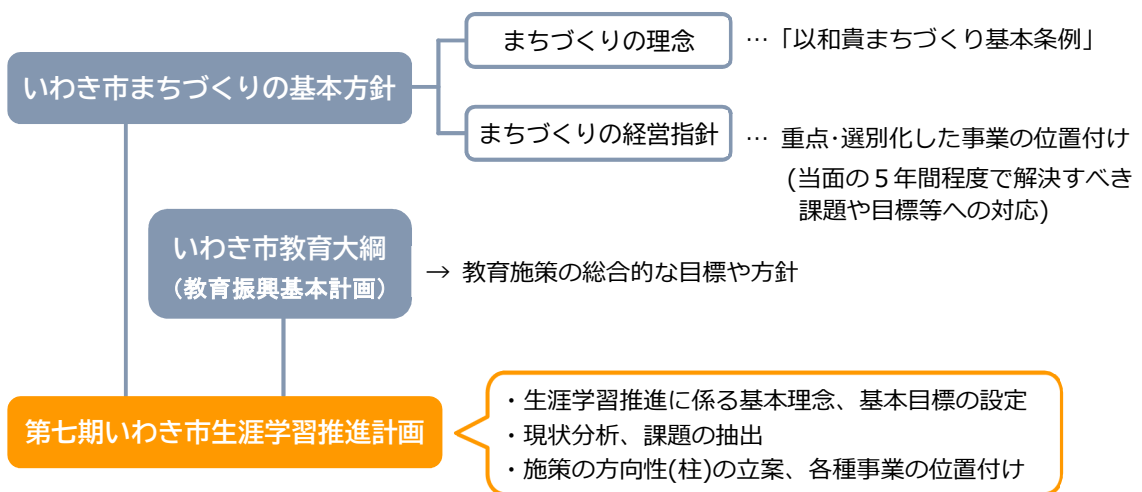 まちづくりの理念 … 「以和貴まちづくり基本条例」
いわき市まちづくりの基本方針
まちづくりの経営指針 … 重点・選別化した事業の位置付け
(当面の５年間程度で解決すべき
課題や目標等への対応)
いわき市教育大綱
（教育振興基本計画）
→ 教育施策の総合的な目標や方針
第七期いわき市生涯学習推進計画
・生涯学習推進に係る基本理念、基本目標の設定
・現状分析、課題の抽出
・施策の方向性(柱)の立案、各種事業の位置付け